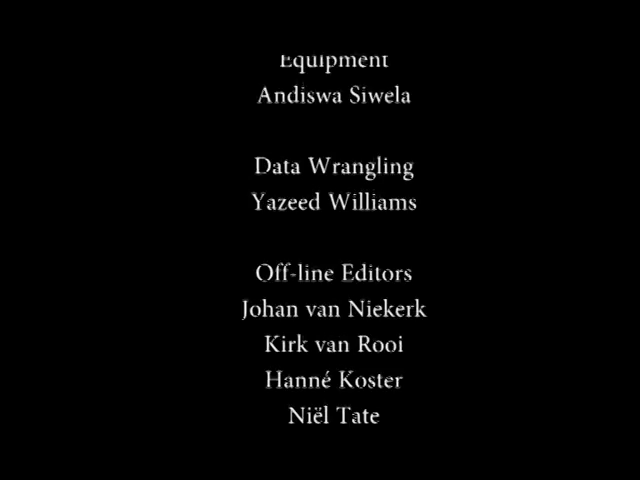 Equipment
Andiswa Siwela
Data Wrangling
Yazeed Williams
Off-line Editors
Johan van Niekerk
Kirk van Rooi
Hanné Koster
Niël Tate